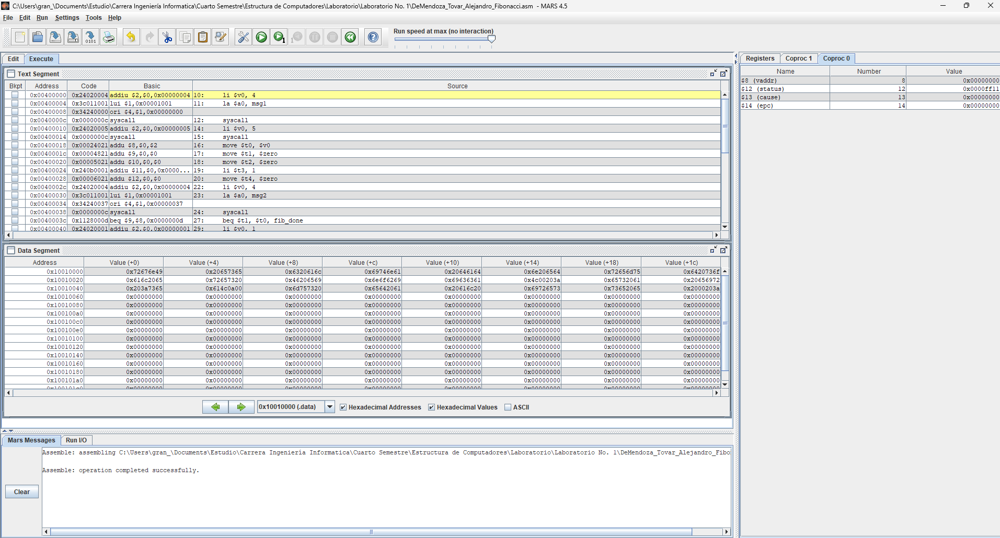 C:\Users\gran_\Documents\Estudio\Carrera Ingeniería Informatica\Cuarto Semestre\Estructura de Computadores\Laboratorio\Laboratorio No. 1\DeMendoza_Tovar_Alejandro_Fibonacci.asm - MARS 4.5
File Edit Run Settings Tools Help
Run speed at max (no interaction)
Edit Execute
Text Segment
Bkpt Address Code Basic Source
0x00400000 0x24020004 addiu $2,$0,0x00000004 10: li $v0, 4
0x00400004 0x3c011001 lui $1,0x00001001 11: la $a0, msg1
0x00400008 0x34240000 ori $4,$1,0x00000000
0x0040000c 0x0000000c syscall 12: syscall
0x00400010 0x24020005 addiu $2,$0,0x00000005 14: li $v0, 5
0x00400014 0x0000000c syscall 15: syscall
0x00400018 0x00024021 addu $8,$0,$2 16: move $t0, $v0
0x0040001c 0x00004821 addu $9,$0,$0 17: move $t1, $zero
0x00400020 0x00005021 addu $10,$0,$0 18: move $t2, $zero
0x00400024 0x240b0001 addiu $11,$0,0x0000... 19: li $t3, 1
0x00400028 0x00006021 addu $12,$0,$0 20: move $t4, $zero
0x0040002c 0x24020004 addiu $2,$0,0x00000004 22: li $v0, 4
0x00400030 0x3c011001 lui $1,0x00001001 23: la $a0, msg2
0x00400034 0x34240037 ori $4,$1,0x00000037
0x00400038 0x0000000c syscall 24: syscall
0x0040003c 0x1128000d beq $9,$8,0x0000000d 27: beq $t1, $t0, fib_done
0x00400040 0x24020001 addiu $2,$0,0x00000001 29: li $v0, 1
Data Segment
Address Value (+0) Value (+4) Value (+8) Value (+c) Value (+10) Value (+14) Value (+18) Value (+1c)
0x10010000 0x72676e49 0x20657365 0x6320616c 0x69746e61 0x20646164 0x6e206564 0x72656d75 0x6420736f
0x10010020 0x616c2065 0x72657320 0x46206569 0x6e6f6269 0x69636361 0x4c00203a 0x65732061 0x20656972
0x10010040 0x203a7365 0x614c0a00 0x6d757320 0x65642061 0x20616c20 0x69726573 0x73652065 0x2000203a
0x10010060 0x00000000 0x00000000 0x00000000 0x00000000 0x00000000 0x00000000 0x00000000 0x00000000
0x10010080 0x00000000 0x00000000 0x00000000 0x00000000 0x00000000 0x00000000 0x00000000 0x00000000
0x100100a0 0x00000000 0x00000000 0x00000000 0x00000000 0x00000000 0x00000000 0x00000000 0x00000000
0x100100c0 0x00000000 0x00000000 0x00000000 0x00000000 0x00000000 0x00000000 0x00000000 0x00000000
0x100100e0 0x00000000 0x00000000 0x00000000 0x00000000 0x00000000 0x00000000 0x00000000 0x00000000
0x10010100 0x00000000 0x00000000 0x00000000 0x00000000 0x00000000 0x00000000 0x00000000 0x00000000
0x10010120 0x00000000 0x00000000 0x00000000 0x00000000 0x00000000 0x00000000 0x00000000 0x00000000
0x10010140 0x00000000 0x00000000 0x00000000 0x00000000 0x00000000 0x00000000 0x00000000 0x00000000
0x10010160 0x00000000 0x00000000 0x00000000 0x00000000 0x00000000 0x00000000 0x00000000 0x00000000
0x10010180 0x00000000 0x00000000 0x00000000 0x00000000 0x00000000 0x00000000 0x00000000 0x00000000
0x100101a0 0x00000000 0x00000000 0x00000000 0x00000000 0x00000000 0x00000000 0x00000000 0x00000000
0x100101c0 0x00000000 0x00000000 0x00000000 0x00000000 0x00000000 0x00000000 0x00000000 0x00000000
0x10010000 (.data) Hexadecimal Addresses Hexadecimal Values ASCII
Mars Messages Run I/O
Assemble: assembling C:\Users\gran_\Documents\Estudio\Carrera Ingeniería Informatica\Cuarto Semestre\Estructura de Computadores\Laboratorio\Laboratorio No. 1\DeMendoza_Tovar_Alejandro_Fibo
Assemble: operation completed successfully.
Clear
Registers Coproc 1 Coproc 0
Name Number Value
$8 (vaddr) 8 0x00000000
$12 (status) 12 0x0000ff11
$13 (cause) 13 0x00000000
$14 (epc) 14 0x00000000